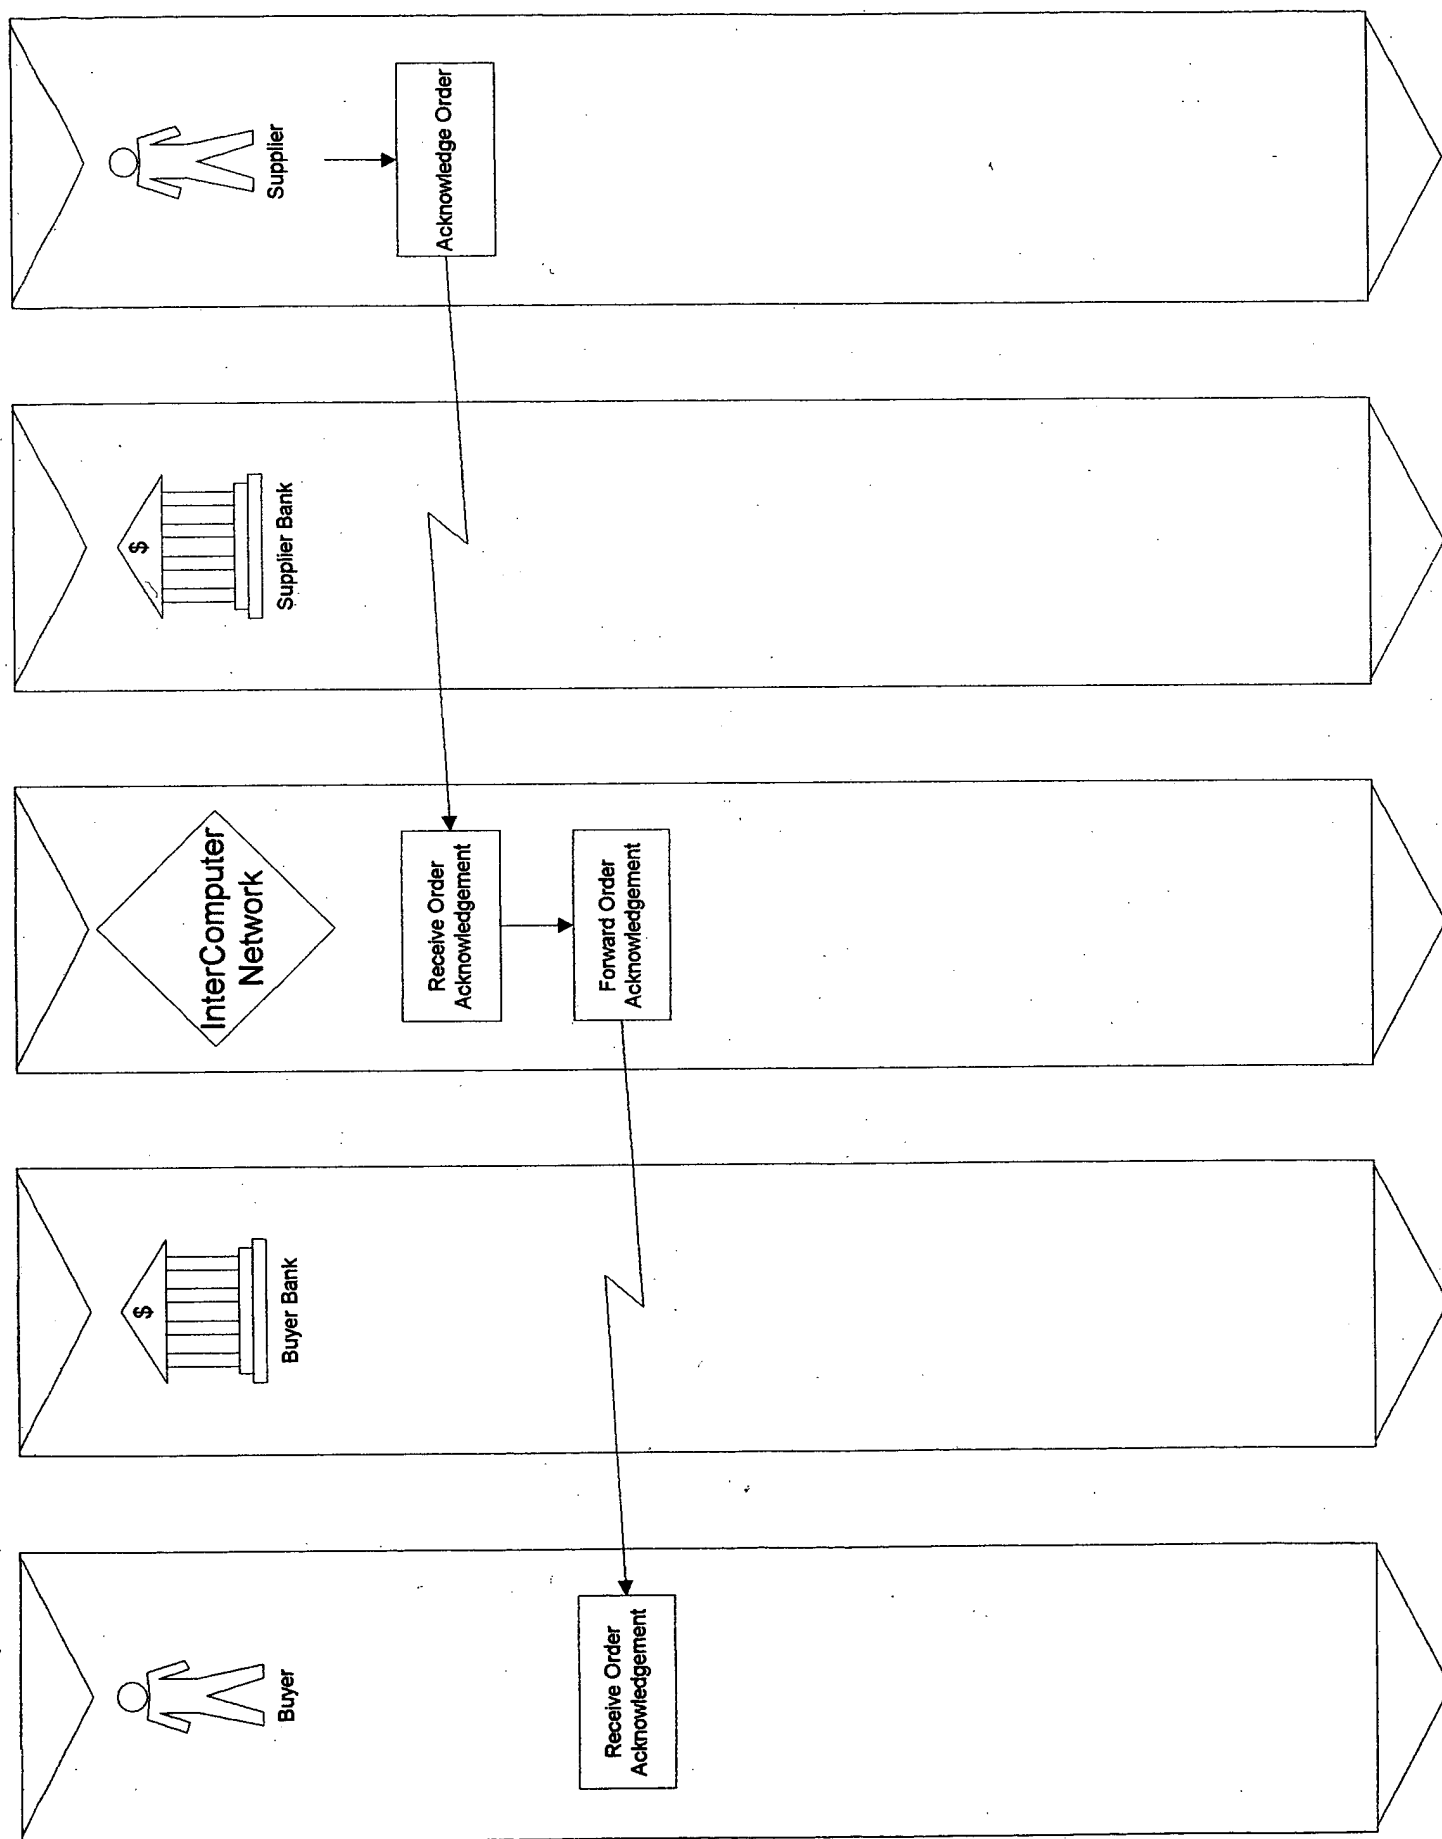 Buyer
Buyer Bank
InterComputer
Network
Supplier Bank
Supplier
$
$
Receive Order
Acknowledgement
Acknowledge Order
Forward Order
Acknowledgement
Receive Order
Acknowledgement